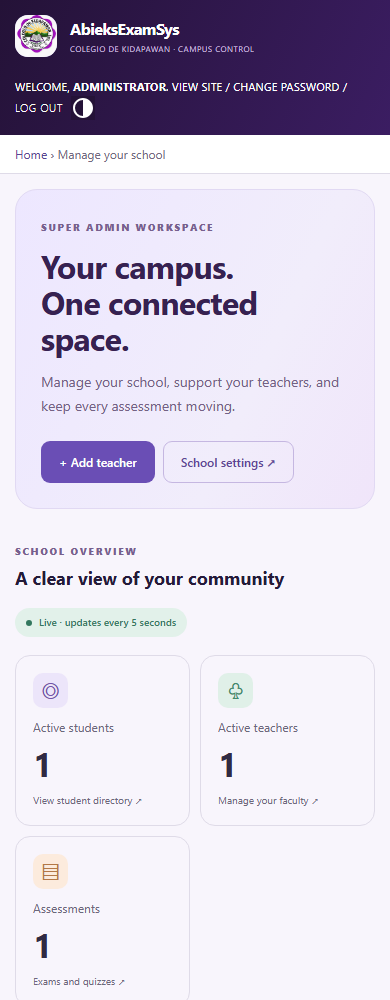 AbieksExamSys
COLEGIO DE KIDAPAWAN · CAMPUS CONTROL
WELCOME, ADMINISTRATOR. VIEW SITE / CHANGE PASSWORD /
LOG OUT
Home › Manage your school
SUPER ADMIN WORKSPACE
Your campus.
One connected
space.
Manage your school, support your teachers, and
keep every assessment moving.
+ Add teacher
School settings ↗
SCHOOL OVERVIEW
A clear view of your community
Live · updates every 5 seconds
Active students
1
View student directory ↗
Active teachers
1
Manage your faculty ↗
Assessments
1
Exams and quizzes ↗